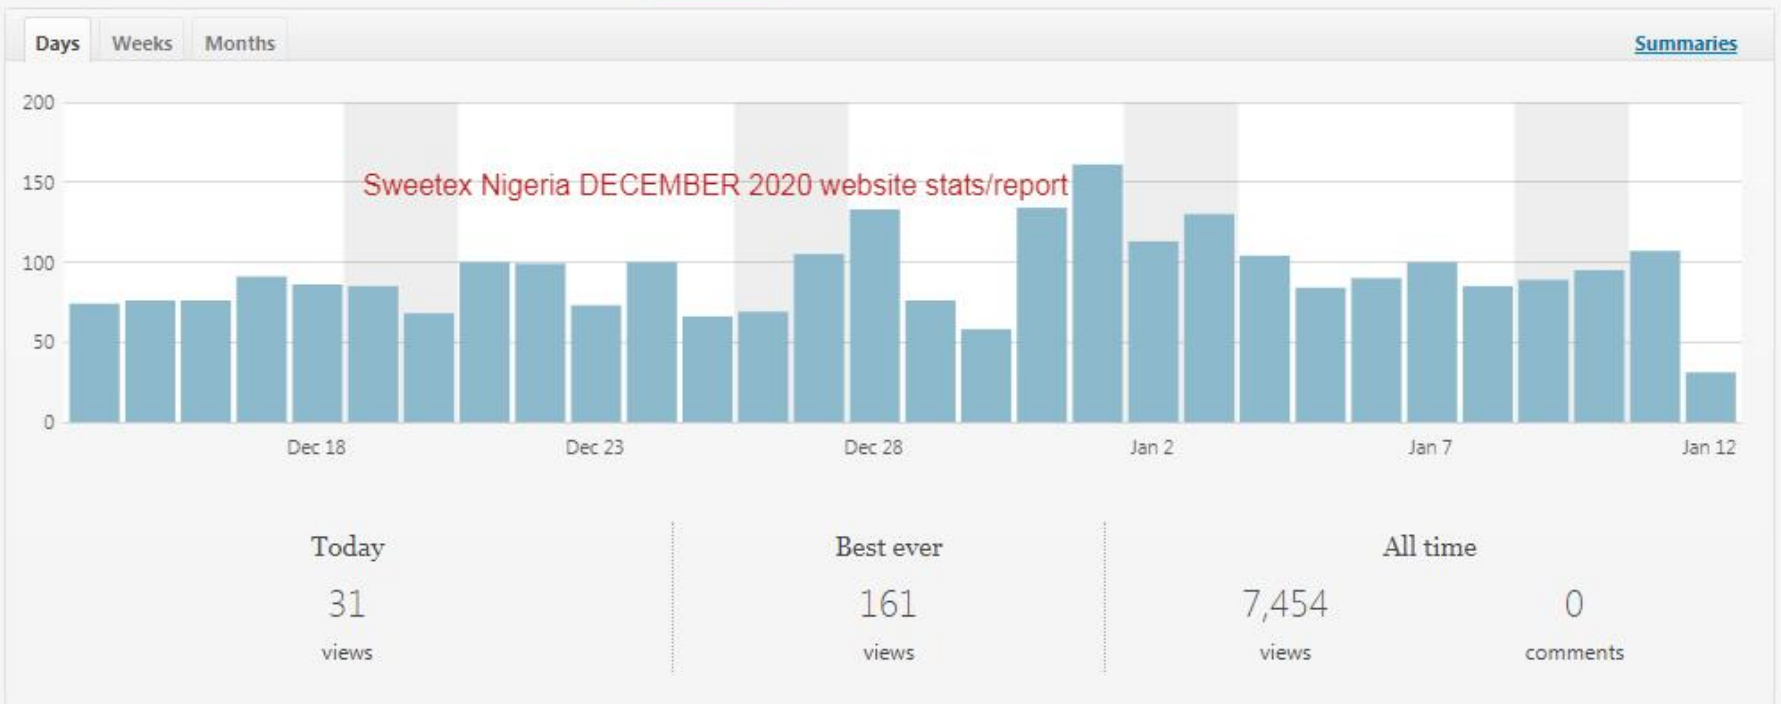 Days Weeks Months Summaries
200
150
Sweetex Nigeria DECEMBER 2020 website stats/report
100
50
0
Dec 18 Dec 23 Dec 28 Jan 2 Jan 7 Jan 12
Today Best ever All time
31 161 7,454 0
views views views comments